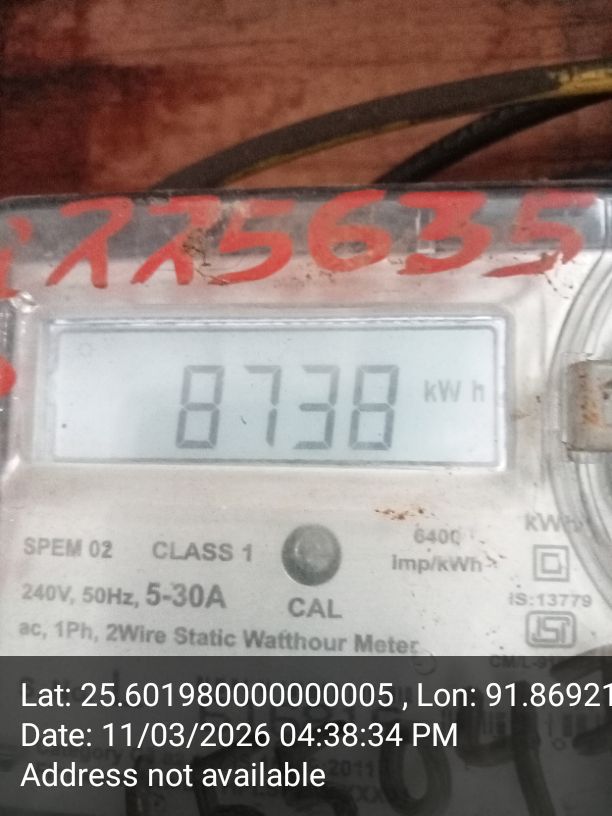 775635
8738 kWh
SPEM 02 CLASS 1
6400
Imp/kWh
240V, 50Hz, 5-30A
CAL
IS:13779
ac, 1Ph, 2Wire Static Watthour Meter
Lat: 25.601980000000005 , Lon: 91.86921
Date: 11/03/2026 04:38:34 PM
Address not available